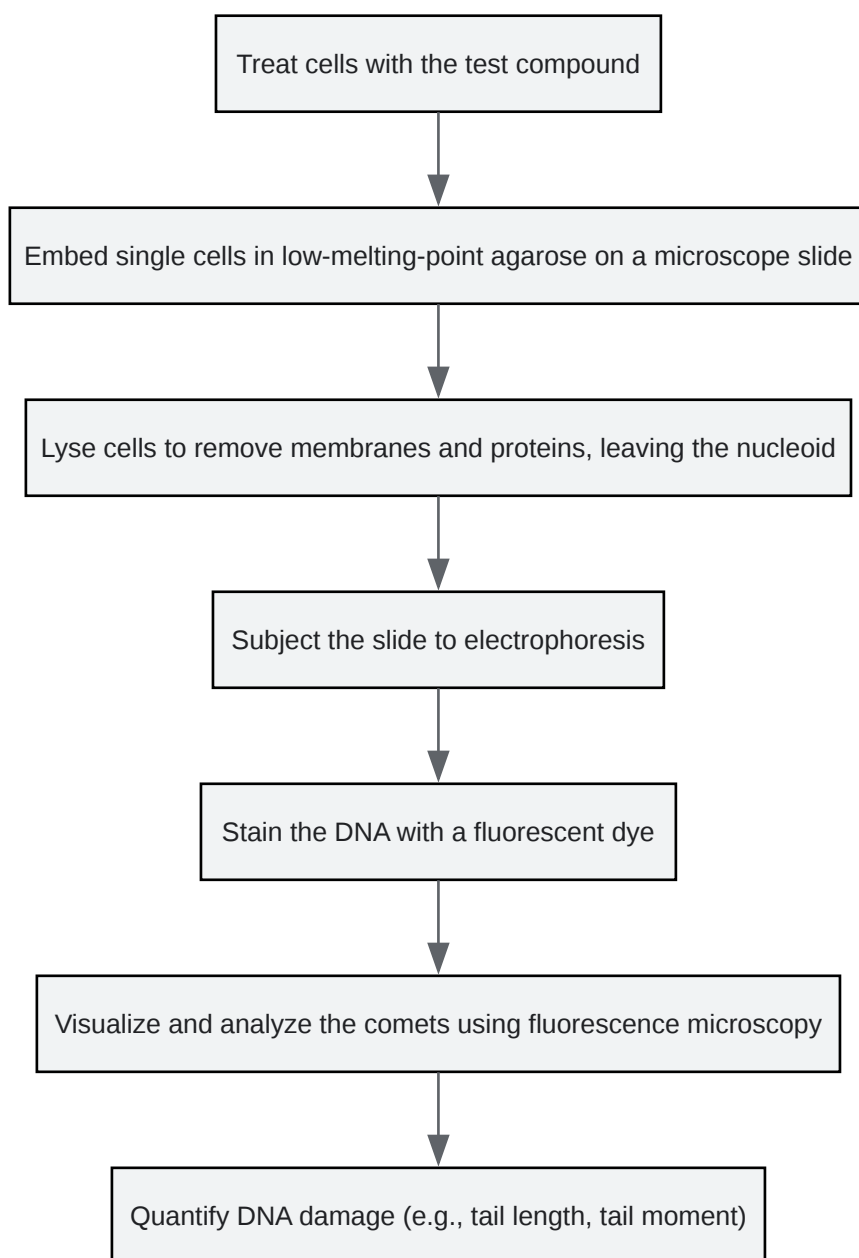 Treat cells with the test compound
Embed single cells in low-melting-point agarose on a microscope slide
Lyse cells to remove membranes and proteins, leaving the nucleoid
Subject the slide to electrophoresis
Stain the DNA with a fluorescent dye
Visualize and analyze the comets using fluorescence microscopy
Quantify DNA damage (e.g., tail length, tail moment)